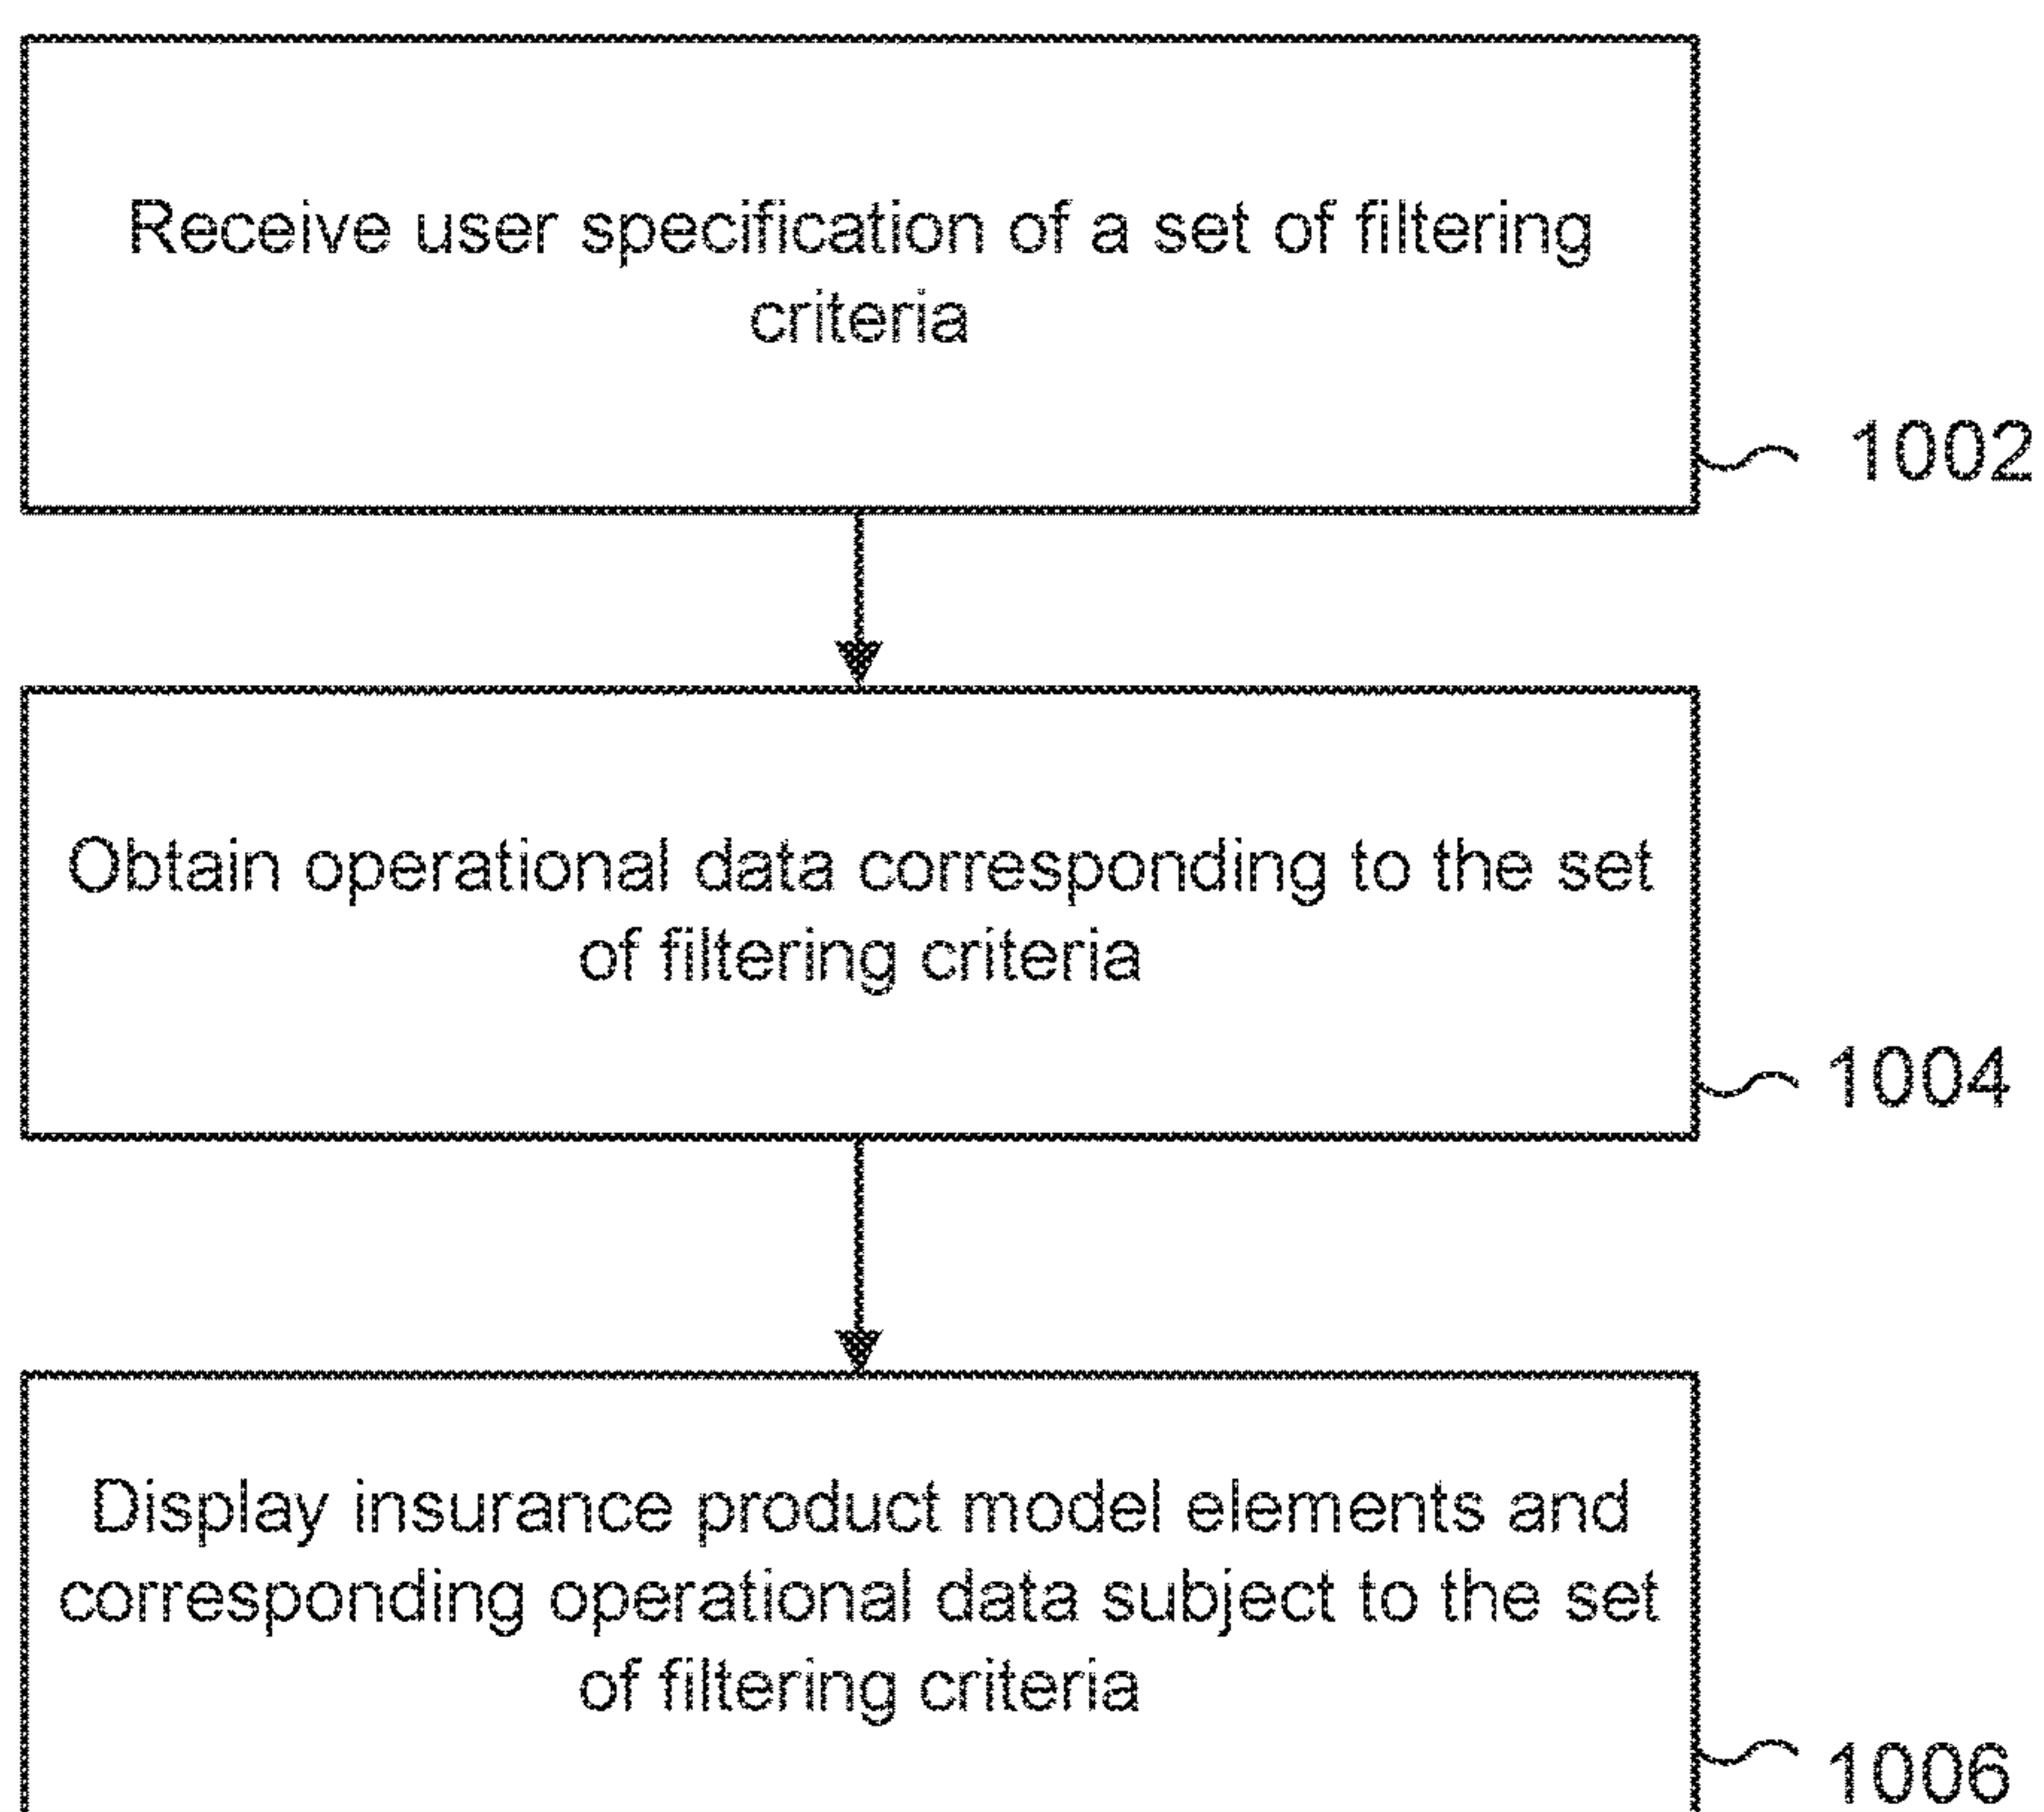 Receive user specification of a set of filtering
criteria
1002
Obtain operational data corresponding to the set
of filtering criteria
1004
Display insurance product model elements and
corresponding operational data subject to the set
of filtering criteria
1006